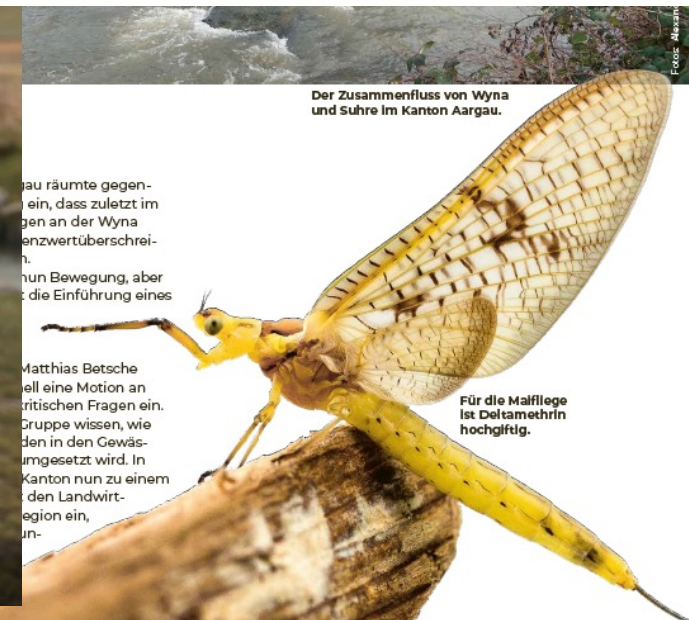 Fotos: Alexan
Der Zusammenfluss von Wyna
und Suhre im Kanton Aargau.
gau räumte gegen-
ein, dass zuletzt im
gen an der Wyna
enzwertüberschrei-
n.
nun Bewegung, aber
die Einführung eines
Matthias Betsche
ell eine Motion an
kritischen Fragen ein.
Gruppe wissen, wie
den in den Gewäs-
umgesetzt wird. In
Kanton nun zu einem
den Landwirt-
egion ein,
un-
Für die Maifliege
ist Deltamethrin
hochgiftig.